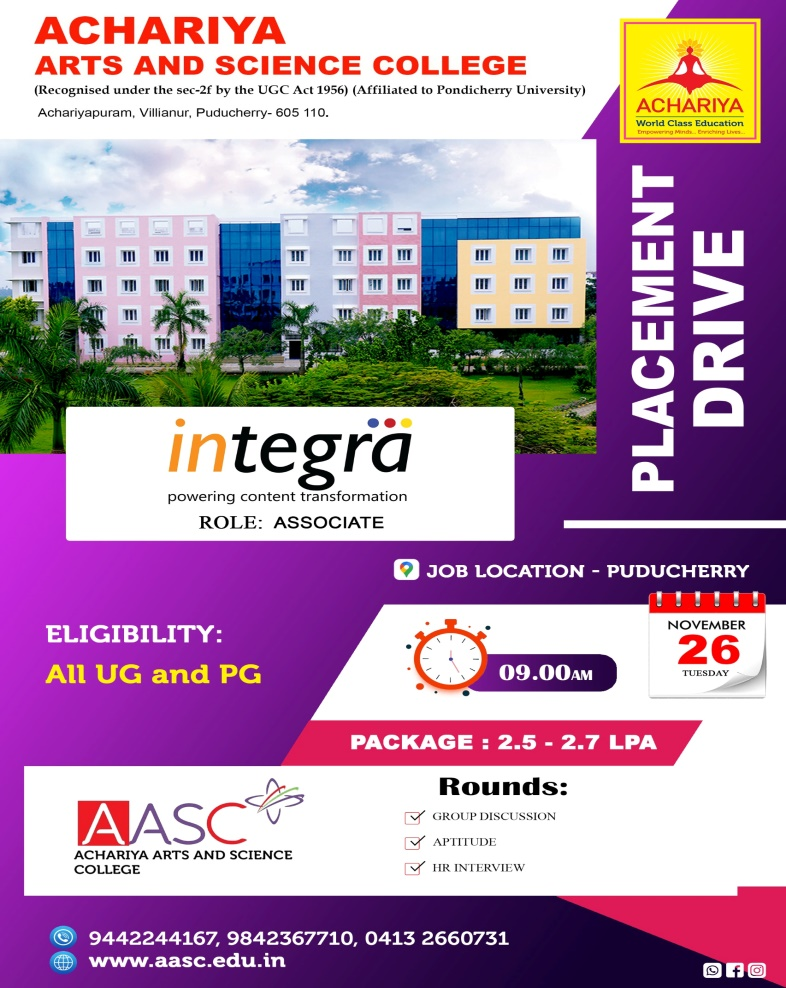 ACHARIYA
ARTS AND SCIENCE COLLEGE
(Recognised under the sec-2f by the UGC Act 1956) (Affiliated to Pondicherry University)
Achariyapuram, Villianur, Puducherry- 605 110.
ACHARIYA
World Class Education
Empowering Minds... Enriching Lives...
PLACEMENT
DRIVE
integra
powering content transformation
ROLE: ASSOCIATE
JOB LOCATION - PUDUCHERRY
ELIGIBILITY:
All UG and PG
09.00AM
NOVEMBER
26
TUESDAY
PACKAGE : 2.5 - 2.7 LPA
AASC
ACHARIYA ARTS AND SCIENCE
COLLEGE
Rounds:
GROUP DISCUSSION
APTITUDE
HR INTERVIEW
9442244167, 9842367710, 0413 2660731
www.aasc.edu.in